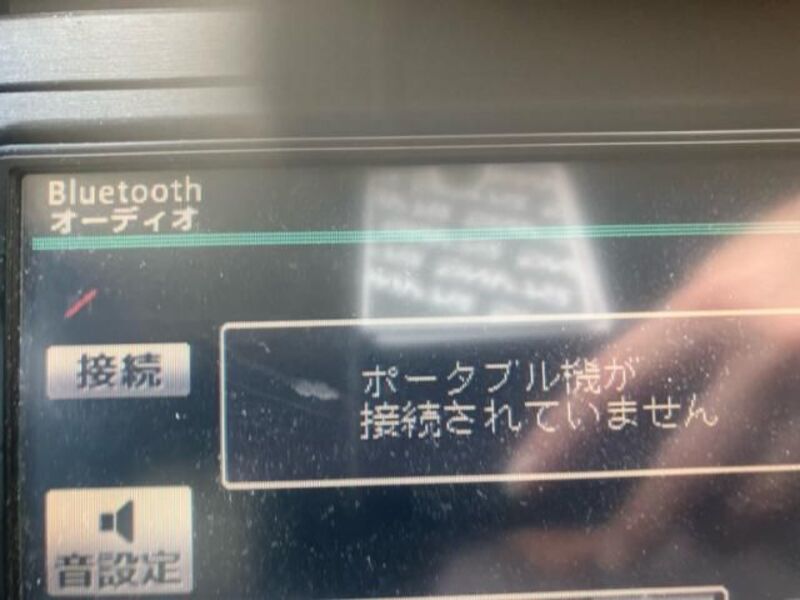 Bluetooth
オーディオ
接続
ポータブル機が
接続されていません
音設定